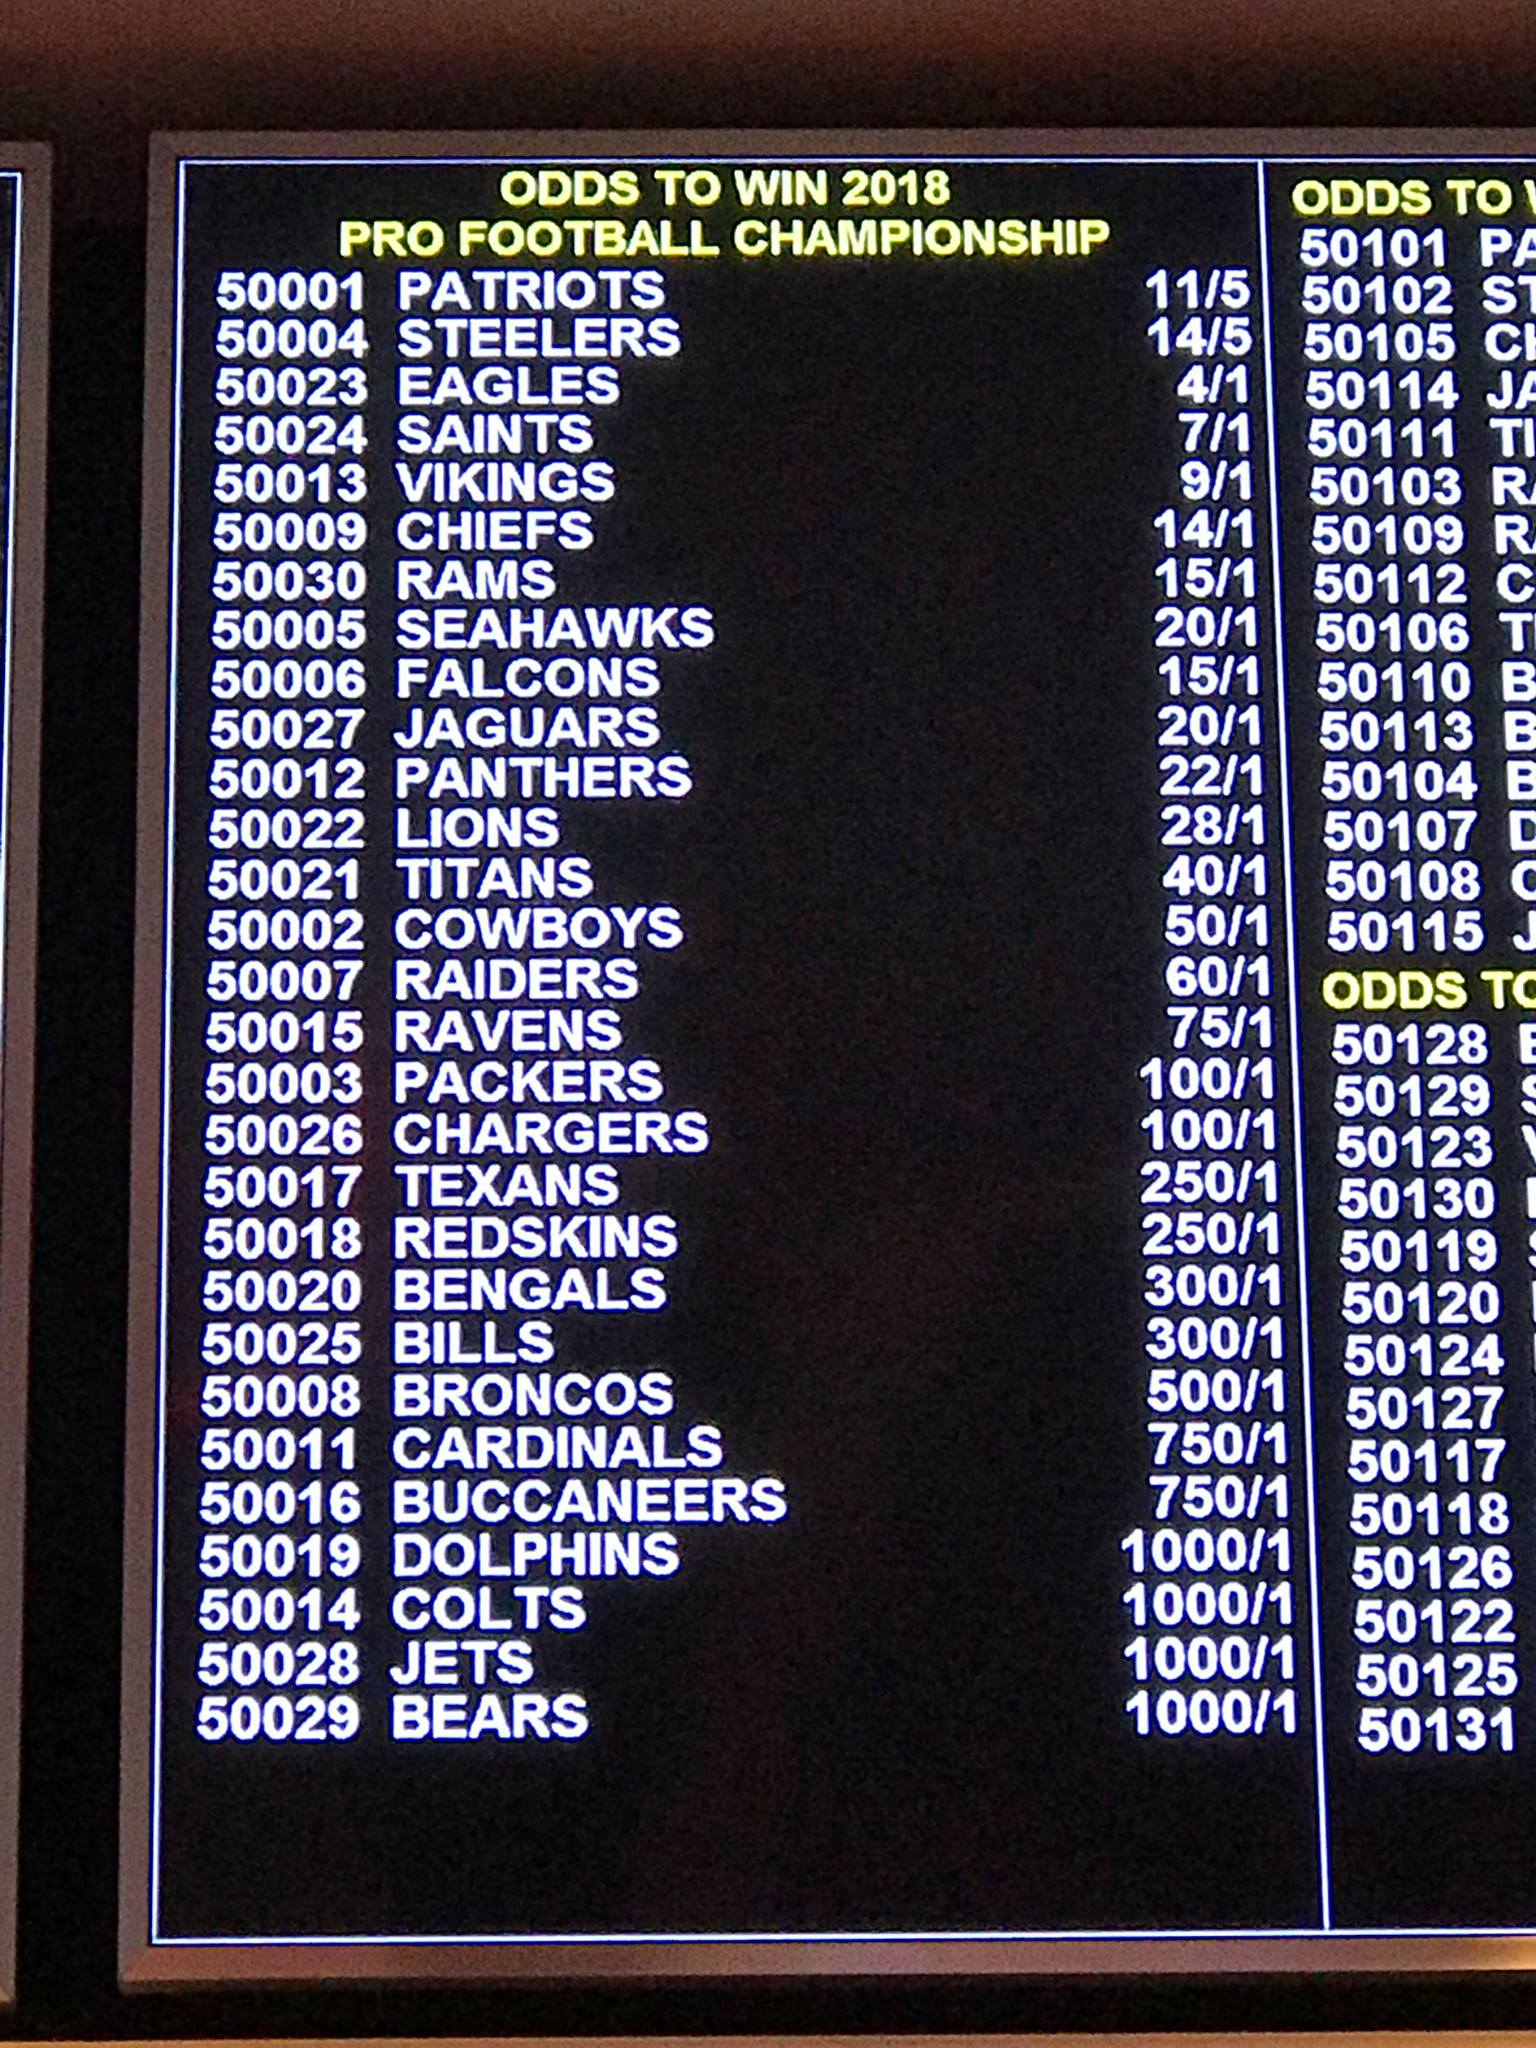 ODDS TO WIN 2018
PRO FOOTBALL CHAMPIONSHIP
50001 PATRIOTS 11/5
50004 STEELERS 14/5
50023 EAGLES 4/1
50024 SAINTS 7/1
50013 VIKINGS 9/1
50009 CHIEFS 14/1
50030 RAMS 15/1
50005 SEAHAWKS 20/1
50006 FALCONS 15/1
50027 JAGUARS 20/1
50012 PANTHERS 22/1
50022 LIONS 28/1
50021 TITANS 40/1
50002 COWBOYS 50/1
50007 RAIDERS 60/1
50015 RAVENS 75/1
50003 PACKERS 100/1
50026 CHARGERS 100/1
50017 TEXANS 250/1
50018 REDSKINS 250/1
50020 BENGALS 300/1
50025 BILLS 300/1
50008 BRONCOS 500/1
50011 CARDINALS 750/1
50016 BUCCANEERS 750/1
50019 DOLPHINS 1000/1
50014 COLTS 1000/1
50028 JETS 1000/1
50029 BEARS 1000/1
ODDS TO
50101 PA
50102 ST
50105 CH
50114 JA
50111 TI
50103 RA
50109 RA
50112 C
50106 T
50110 B
50113 B
50104 B
50107 D
50108
50115 J
ODDS TO
50128
50129
50123
50130
50119
50120
50124
50127
50117
50118
50126
50122
50125
50131